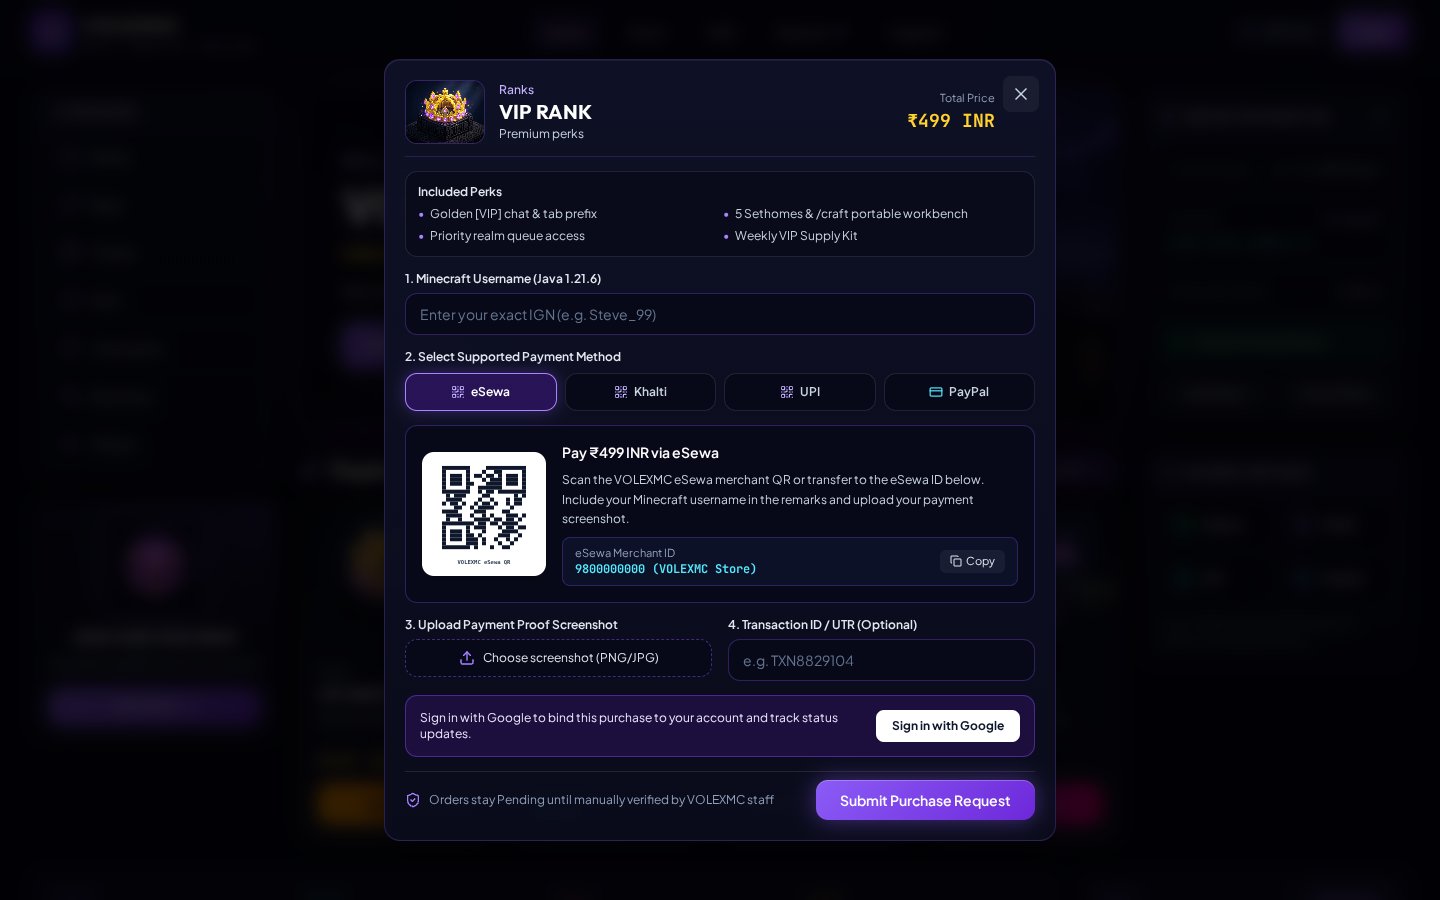 Ranks
VIP RANK
Premium perks
Total Price
₹499 INR
Included Perks
• Golden [VIP] chat & tab prefix
• 5 Sethomes & /craft portable workbench
• Priority realm queue access
• Weekly VIP Supply Kit
1. Minecraft Username (Java 1.21.6)
Enter your exact IGN (e.g. Steve_99)
2. Select Supported Payment Method
eSewa
Khalti
UPI
PayPal
Pay ₹499 INR via eSewa
Scan the VOLEXMC eSewa merchant QR or transfer to the eSewa ID below.
Include your Minecraft username in the remarks and upload your payment
screenshot.
VOLEXMC eSewa QR
eSewa Merchant ID
9800000000 (VOLEXMC Store)
Copy
3. Upload Payment Proof Screenshot
Choose screenshot (PNG/JPG)
4. Transaction ID / UTR (Optional)
e.g. TXN8829104
Sign in with Google to bind this purchase to your account and track status
updates.
Sign in with Google
Orders stay Pending until manually verified by VOLEXMC staff
Submit Purchase Request